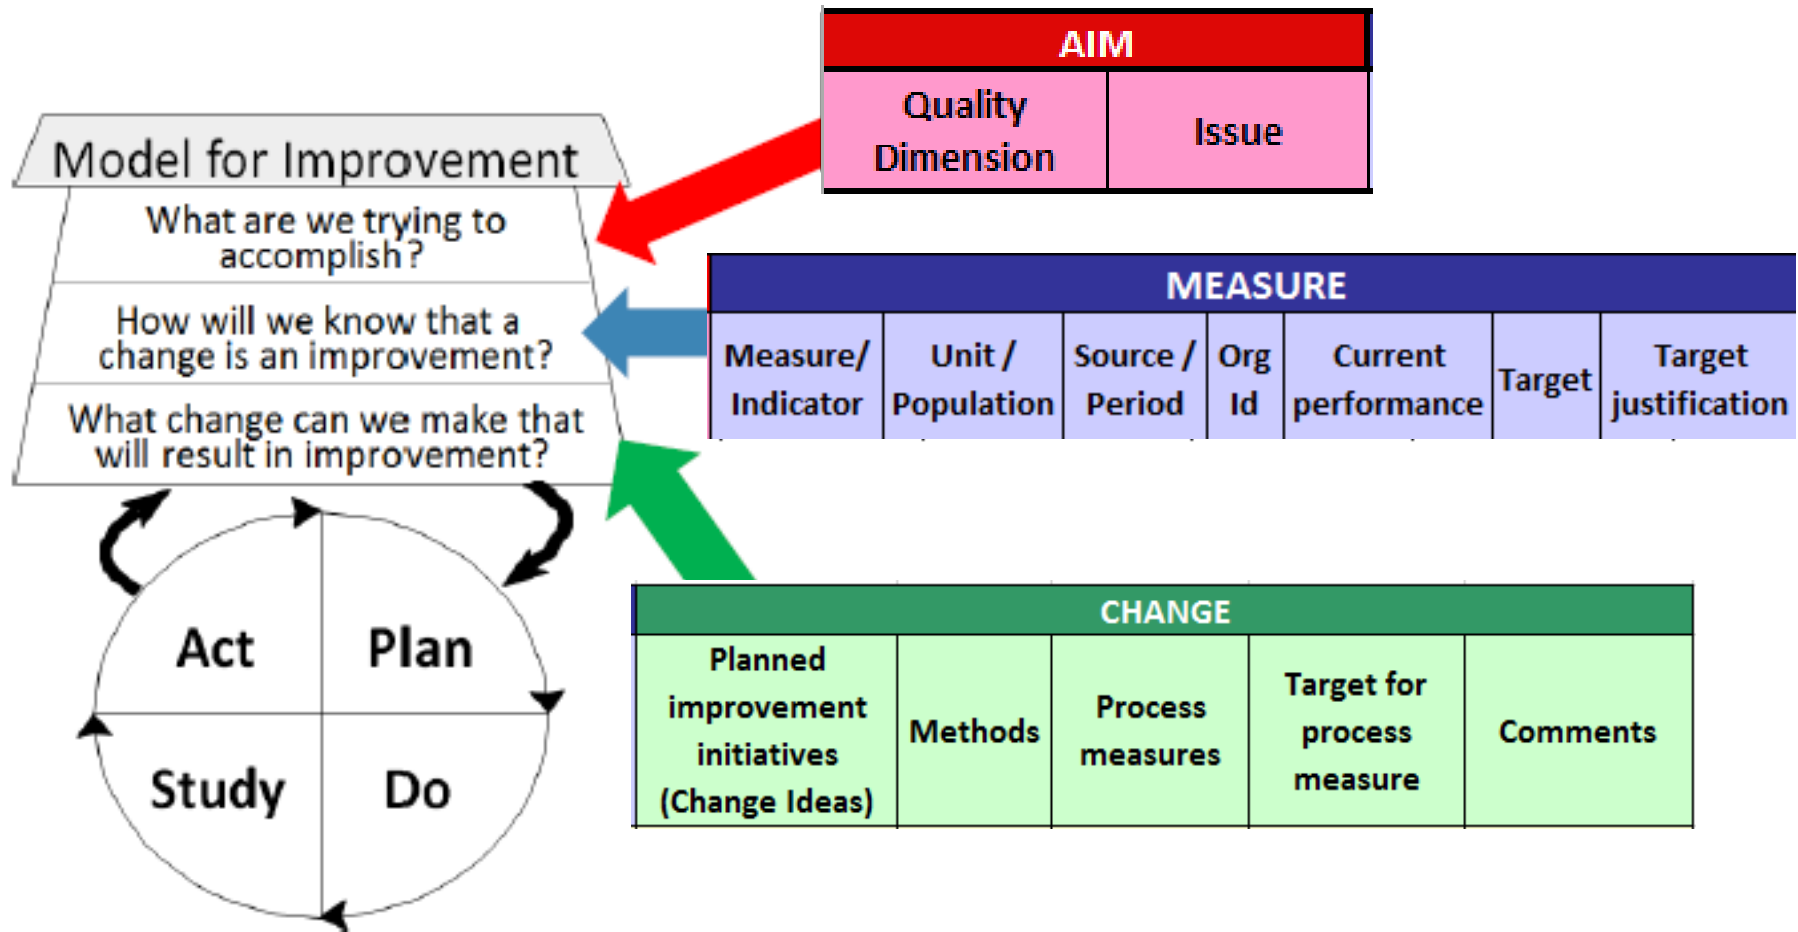 Model for Improvement
What are we trying to
accomplish?
How will we know that a
change is an improvement?
What change can we make that
will result in improvement?
Act
Plan
Study
Do
AIM
Quality
Dimension
Issue
MEASURE
Measure/
Indicator
Unit /
Population
Source /
Period
Org
Id
Current
performance
Target
Target
justification
CHANGE
Planned
improvement
initiatives
(Change Ideas)
Methods
Process
measures
Target for
process
measure
Comments